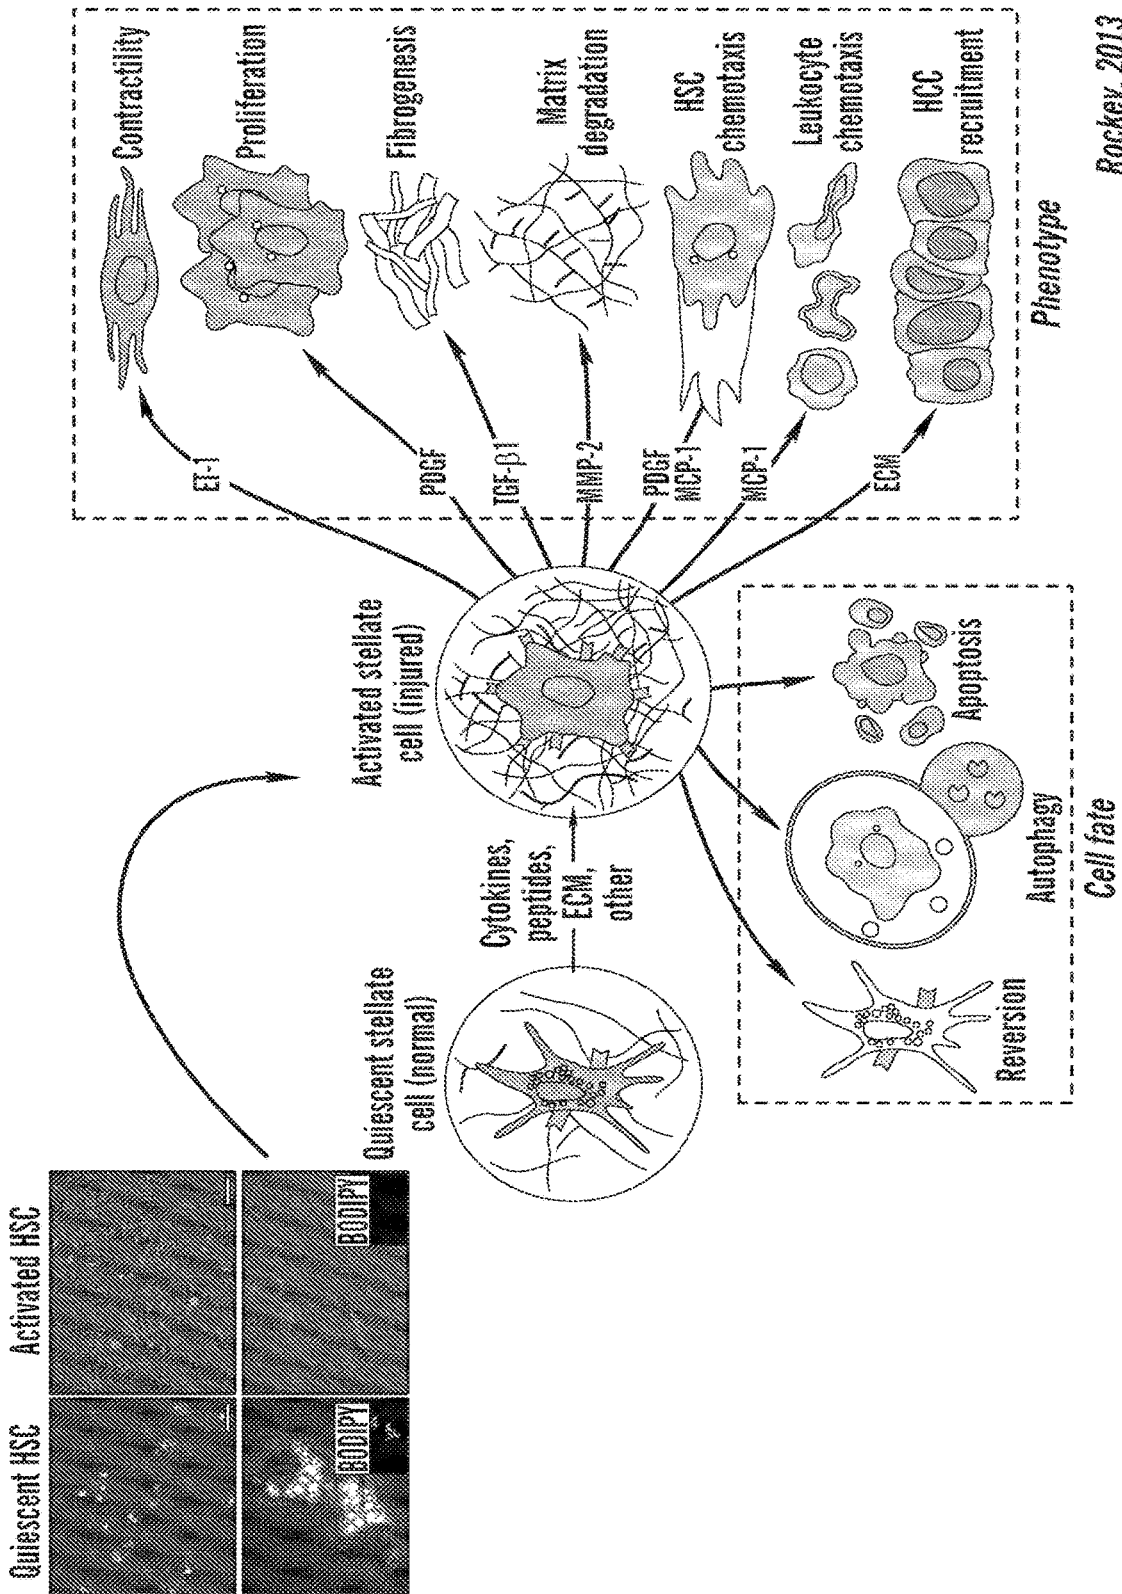 Quiescent HSC
Activated HSC
BODIPY
BODIPY
Quiescent stellate
cell (normal)
Cytokines,
peptides,
ECM,
other
Activated stellate
cell (injured)
ET-1
PDGF
TGF-β1
MMP-2
PDGF
MCP-1
MCP-1
ECM
Contractility
Proliferation
Fibrogenesis
Matrix
degradation
HSC
chemotaxis
Leukocyte
chemotaxis
HCC
recruitment
Phenotype
Reversion
Autophagy
Apoptosis
Cell fate
Rockey, 2013